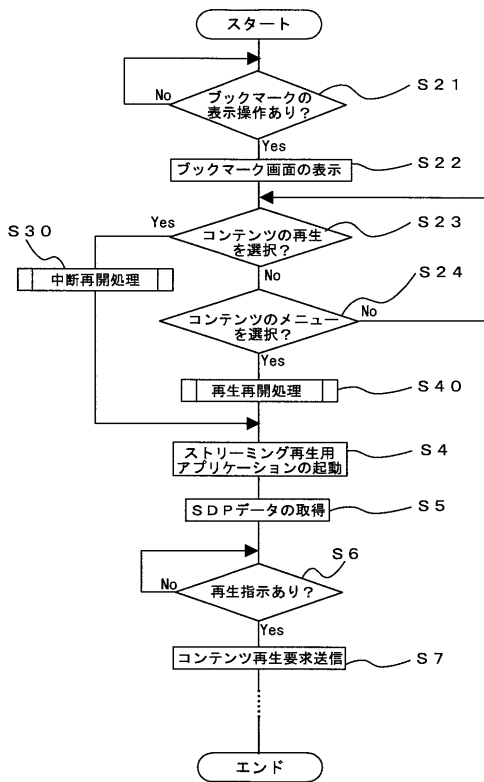 スタート
ブックマークの
表示操作あり？
S21
No
Yes
ブックマーク画面の表示
S22
S30
Yes
コンテンツの再生
を選択？
S23
中断再開処理
No
S24
コンテンツのメニュー
を選択？
No
Yes
再生再開処理
S40
ストリーミング再生用
アプリケーションの起動
S4
SDPデータの取得
S5
S6
No
再生指示あり？
Yes
コンテンツ再生要求送信
S7
エンド